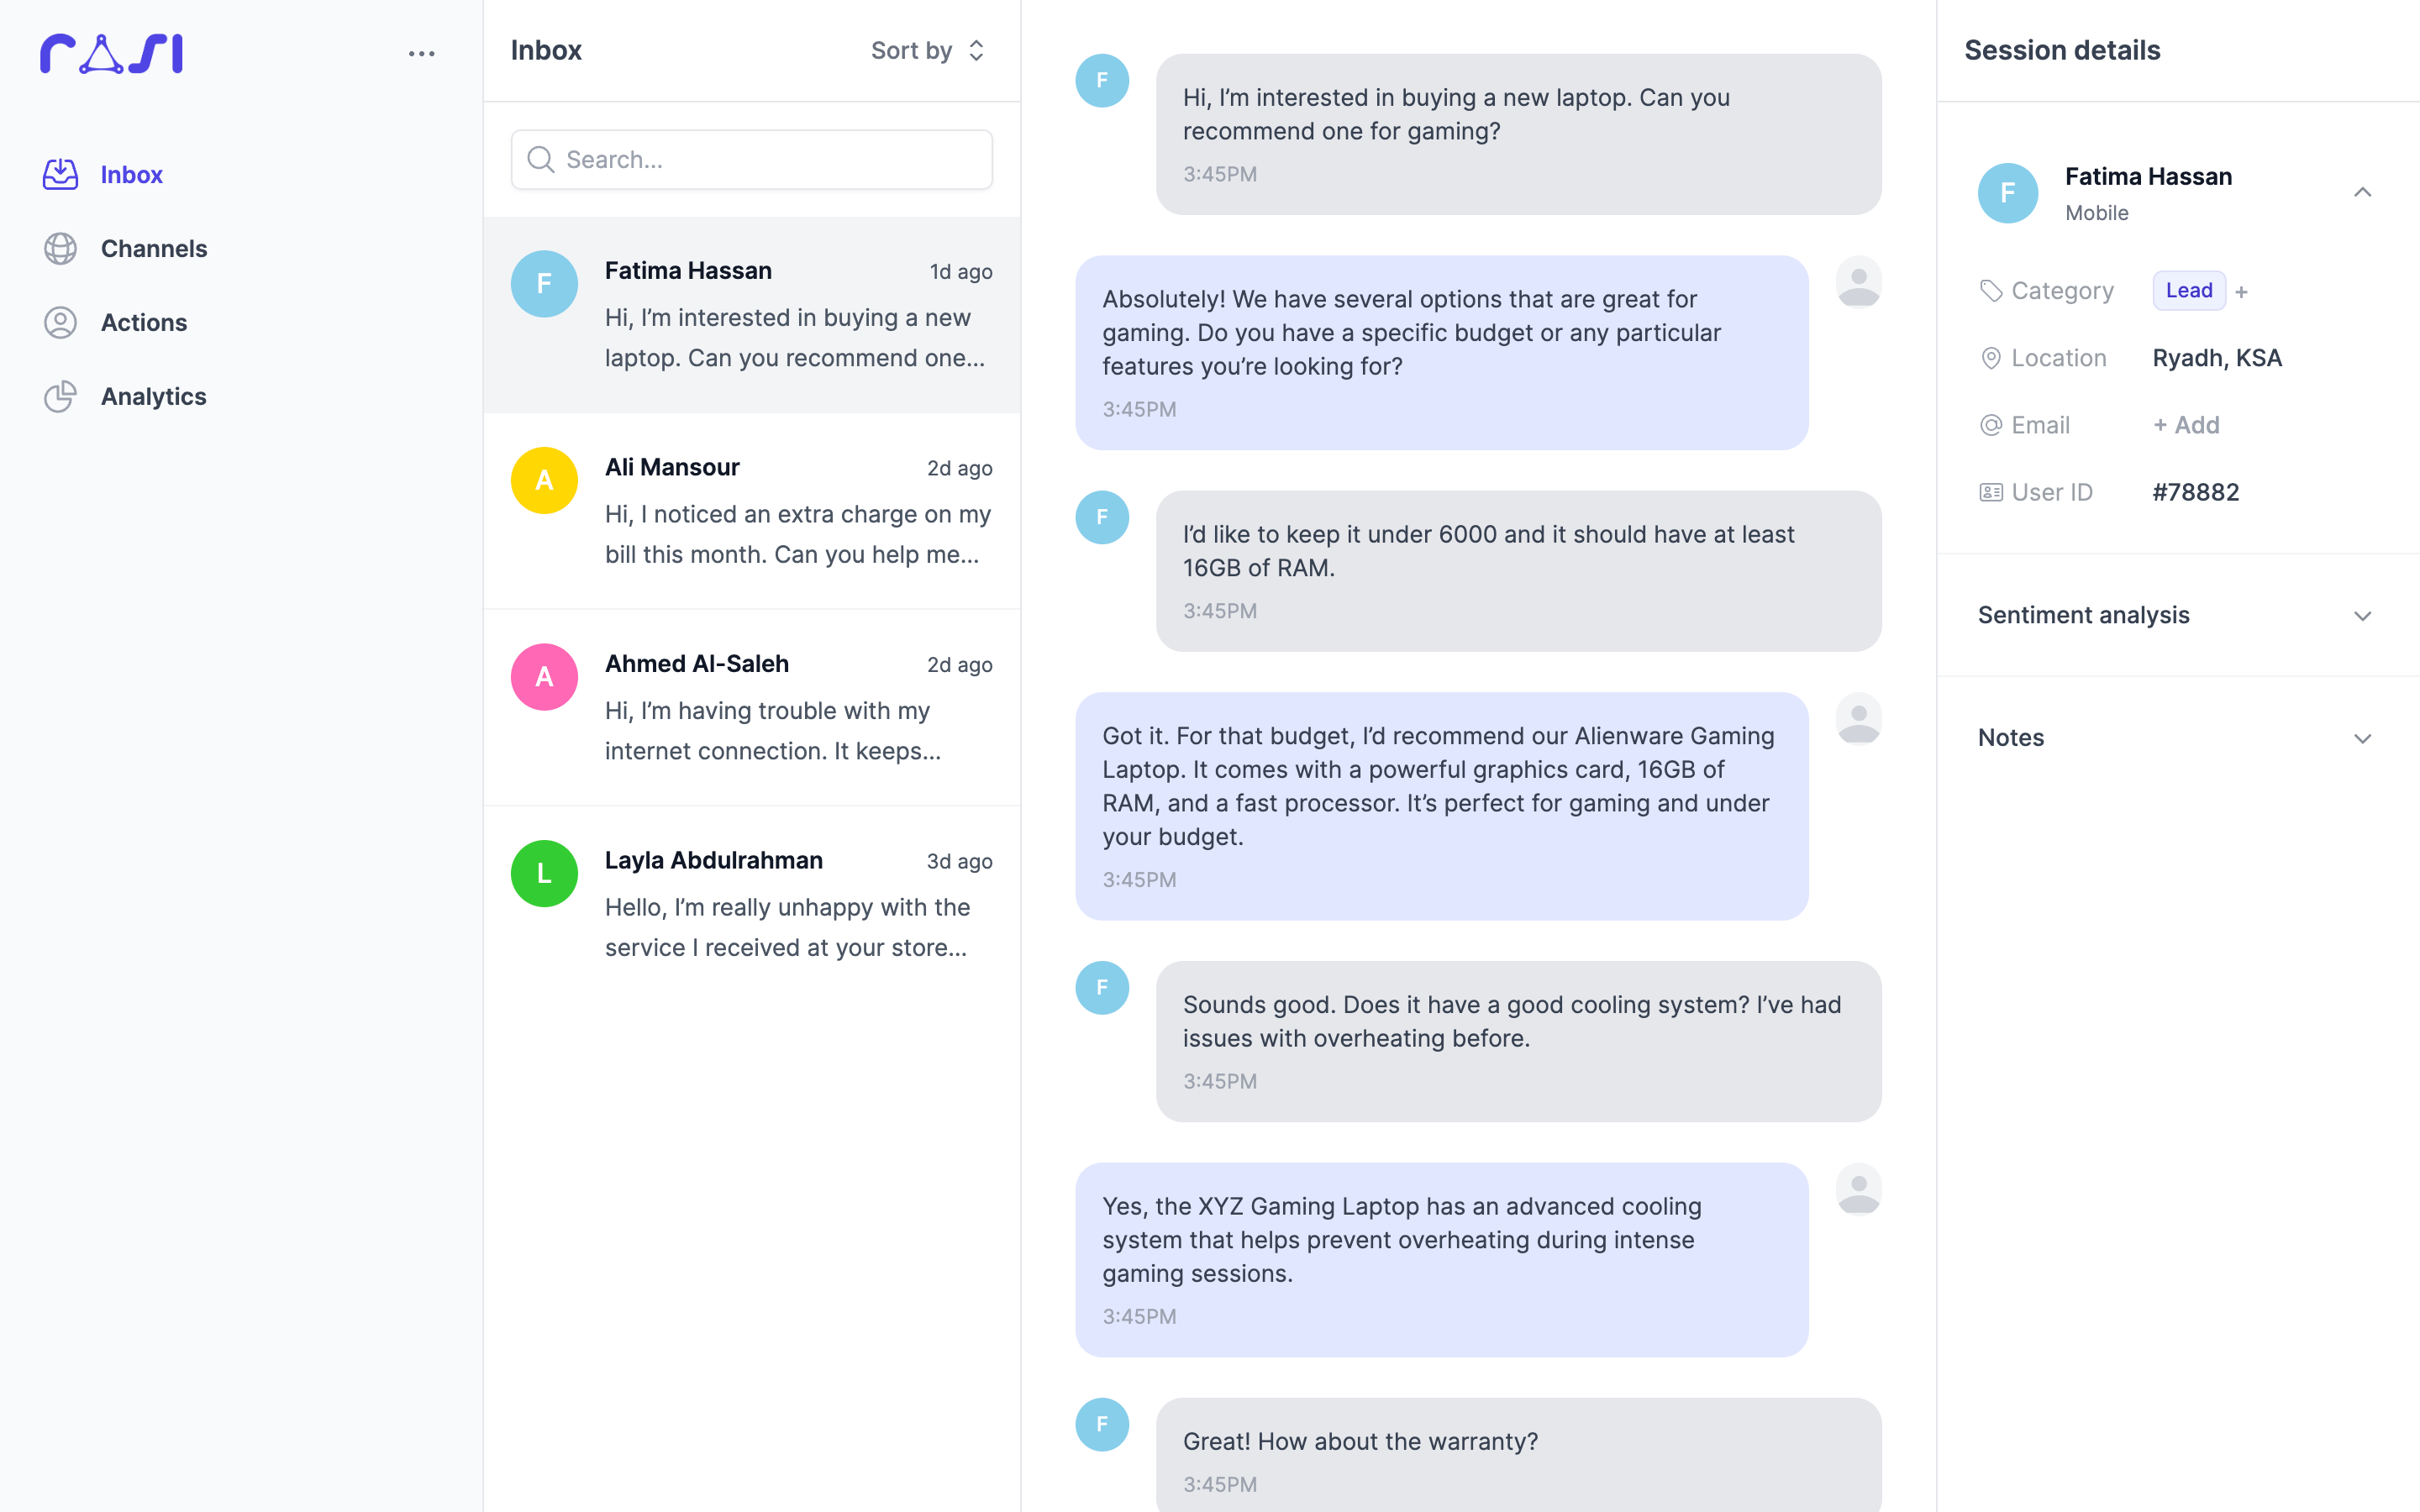 rasi
Inbox
Channels
Actions
Analytics
Inbox
Sort by
Search...
F
Fatima Hassan
1d ago
Hi, I’m interested in buying a new
laptop. Can you recommend one...
A
Ali Mansour
2d ago
Hi, I noticed an extra charge on my
bill this month. Can you help me...
A
Ahmed Al-Saleh
2d ago
Hi, I’m having trouble with my
internet connection. It keeps...
L
Layla Abdulrahman
3d ago
Hello, I’m really unhappy with the
service I received at your store...
F
Hi, I’m interested in buying a new laptop. Can you
recommend one for gaming?
3:45PM
Absolutely! We have several options that are great for
gaming. Do you have a specific budget or any particular
features you’re looking for?
3:45PM
F
I’d like to keep it under 6000 and it should have at least
16GB of RAM.
3:45PM
Got it. For that budget, I’d recommend our Alienware Gaming
Laptop. It comes with a powerful graphics card, 16GB of
RAM, and a fast processor. It’s perfect for gaming and under
your budget.
3:45PM
F
Sounds good. Does it have a good cooling system? I’ve had
issues with overheating before.
3:45PM
Yes, the XYZ Gaming Laptop has an advanced cooling
system that helps prevent overheating during intense
gaming sessions.
3:45PM
F
Great! How about the warranty?
3:45PM
Session details
F
Fatima Hassan
Mobile
Category
Lead +
Location
Ryadh, KSA
Email
+ Add
User ID
#78882
Sentiment analysis
Notes